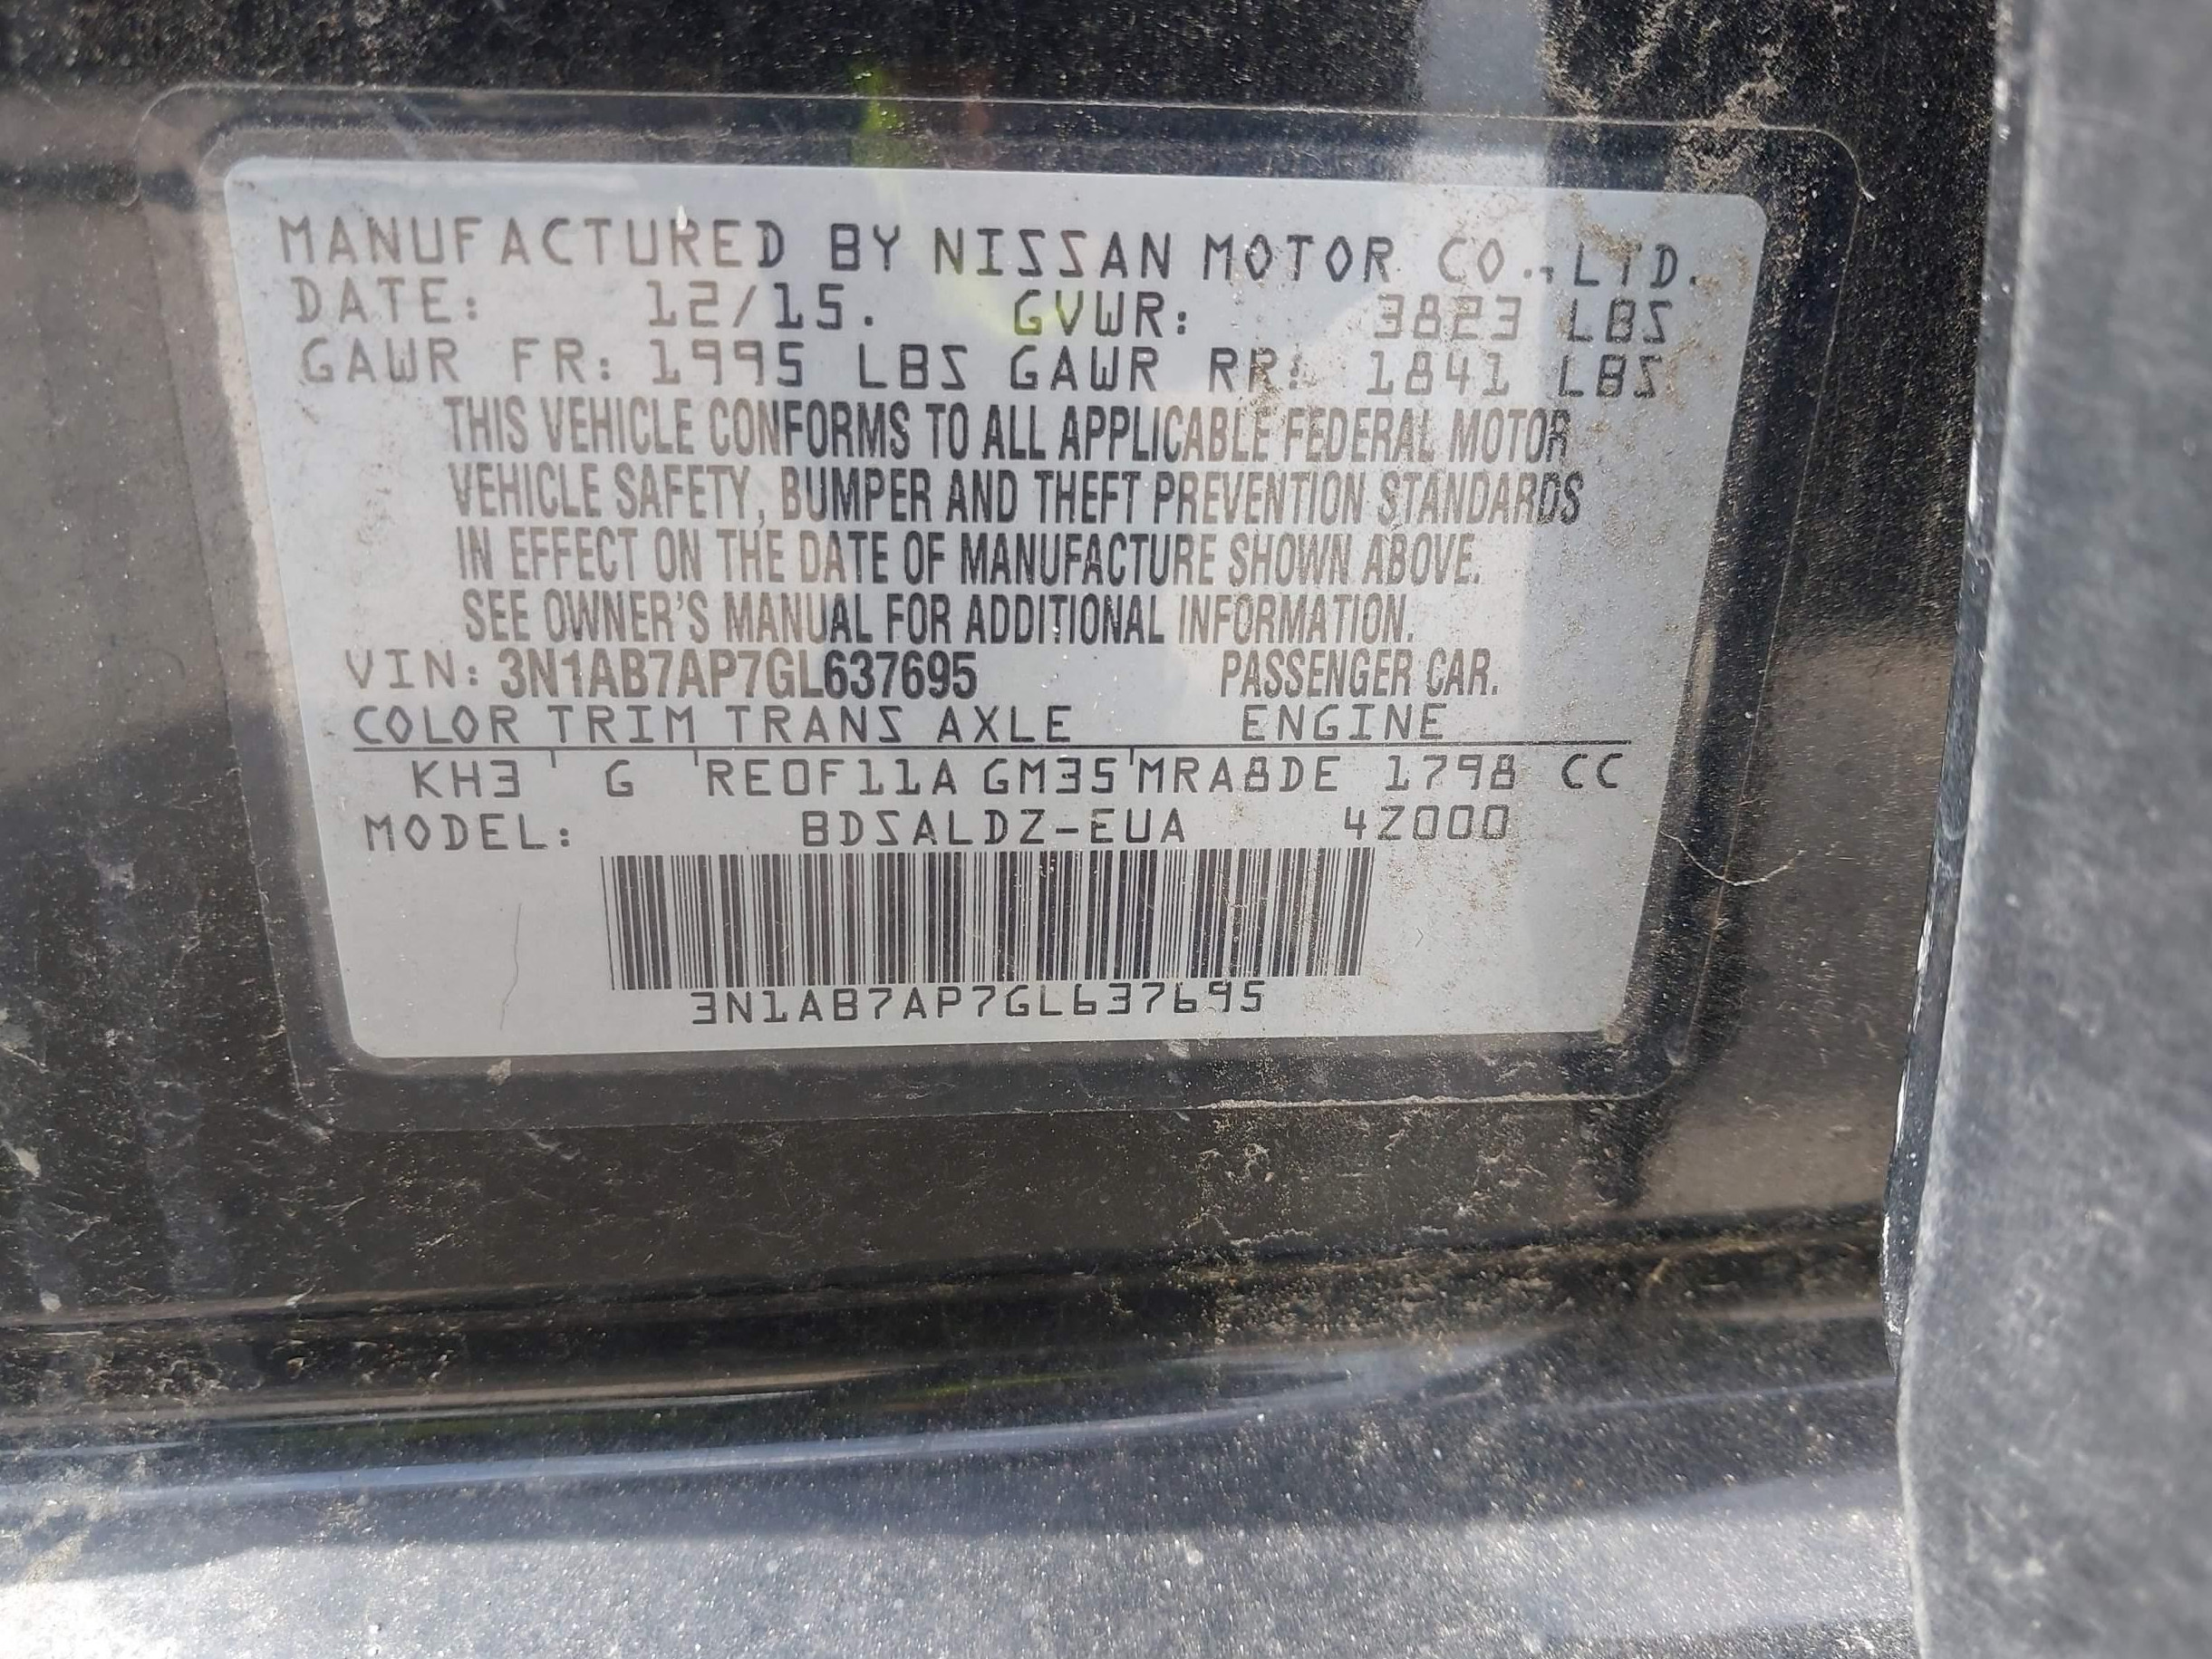 MANUFACTURED BY NISSAN MOTOR CO.,LTD.
DATE: 12/15. GVWR: 3823 LBS
GAWR FR: 1995 LBS GAWR RR: 1841 LBS
THIS VEHICLE CONFORMS TO ALL APPLICABLE FEDERAL MOTOR
VEHICLE SAFETY, BUMPER AND THEFT PREVENTION STANDARDS
IN EFFECT ON THE DATE OF MANUFACTURE SHOWN ABOVE.
SEE OWNER'S MANUAL FOR ADDITIONAL INFORMATION.
VIN: 3N1AB7AP7GL637695 PASSENGER CAR.
COLOR TRIM TRANS AXLE ENGINE
KH3 G RE0F11A GM35 MRA8DE 1798 CC
MODEL: BDSALDZ-EUA 4Z000
3N1AB7AP7GL637695